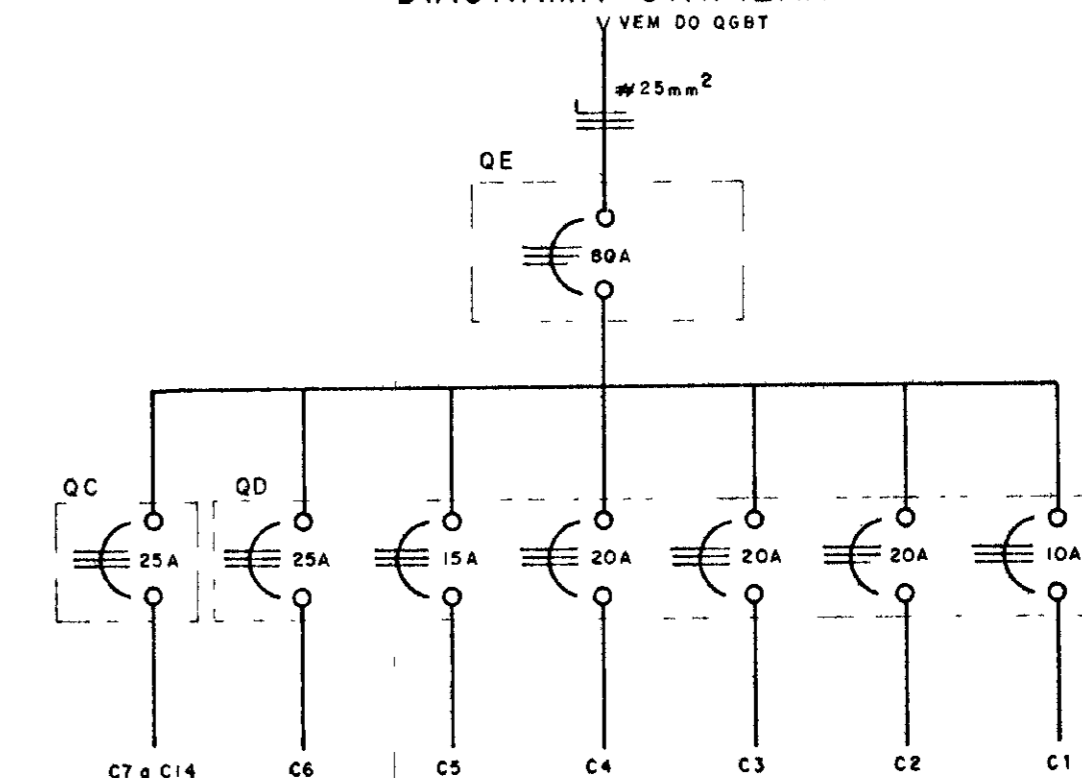 VEM DO QGBT
#25mm²
QE
80A
QC
QD
25A 25A 15A 20A 20A 20A 10A
C7 a C14 C6 C5 C4 C3 C2 C1